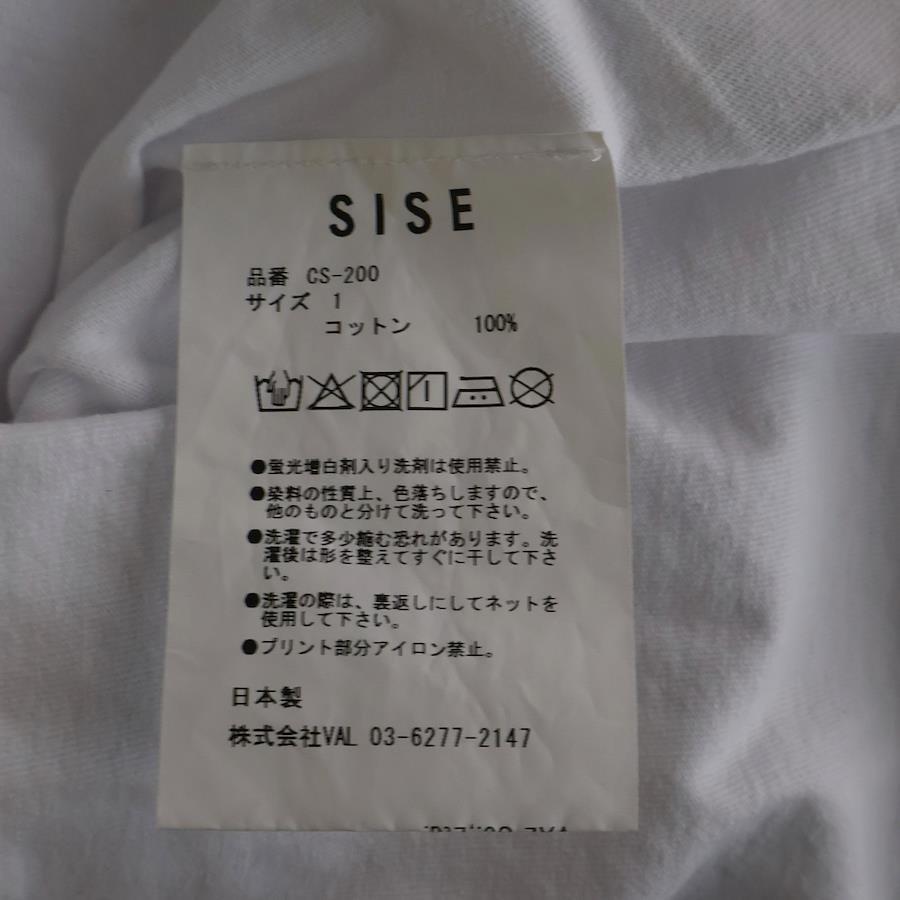 SISE
品番 CS-200
サイズ 1
コットン 100%
●蛍光増白剤入り洗剤は使用禁止。
●染料の性質上、色落ちしますので、
他のものと分けて洗って下さい。
●洗濯で多少縮む恐れがあります。洗
濯後は形を整えてすぐに干して下さ
い。
●洗濯の際は、裏返しにしてネットを
使用して下さい。
●プリント部分アイロン禁止。
日本製
株式会社VAL 03-6277-2147